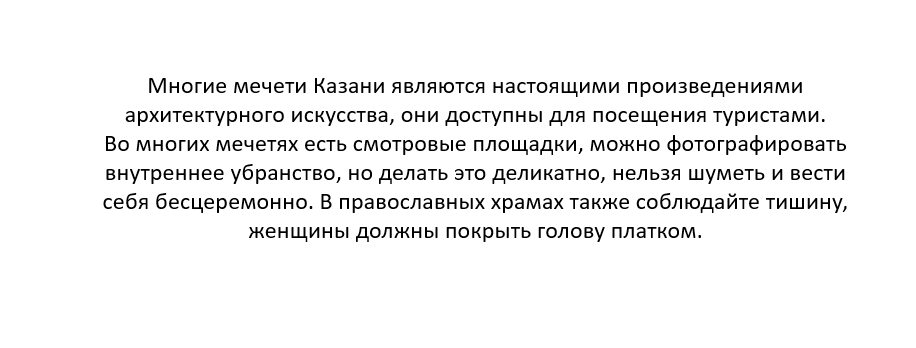 Многие мечети Казани являются настоящими произведениями
архитектурного искусства, они доступны для посещения туристами.
Во многих мечетях есть смотровые площадки, можно фотографировать
внутреннее убранство, но делать это деликатно, нельзя шуметь и вести
себя бесцеремонно. В православных храмах также соблюдайте тишину,
женщины должны покрыть голову платком.